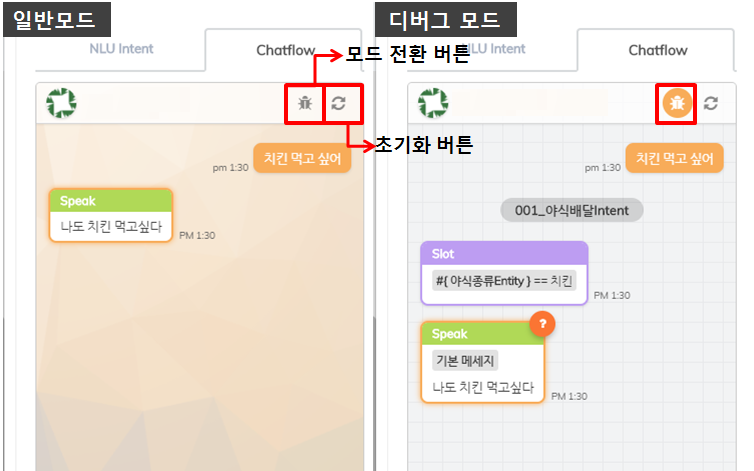 일반모드
NLU Intent
Chatflow
모드 전환 버튼
초기화 버튼
치킨 먹고 싶어
pm 1:30
Speak
나도 치킨 먹고싶다
PM 1:30
디버그 모드
NLU Intent
Chatflow
치킨 먹고 싶어
pm 1:30
001_야식배달Intent
Slot
#{ 야식종류Entity } == 치킨
PM 1:30
?
Speak
기본 메세지
나도 치킨 먹고싶다
PM 1:30